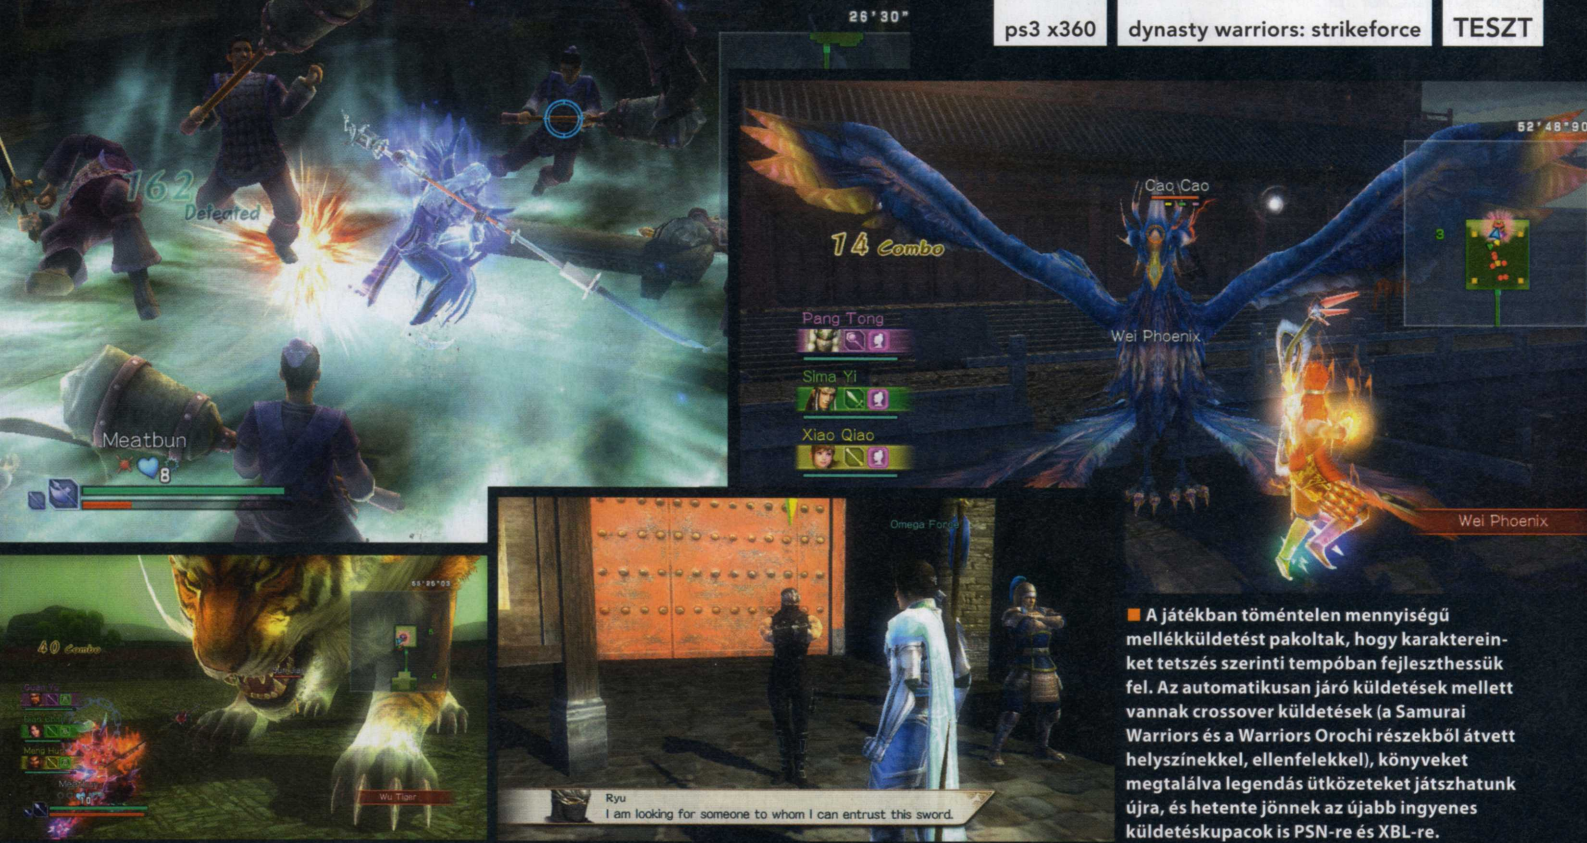 ps3 x360
dynasty warriors: strikeforce
TESZT
26'30"
162
Defeated
Meatbun
8
52'48"90
Cao Cao
14 Combo
3
Pang Tong
Wei Phoenix
Sima Yi
Xiao Qiao
Wei Phoenix
40 Combo
Wu Tiger
Omega Force
Ryu
I am looking for someone to whom I can entrust this sword.
A játékban töméntelen mennyiségű
mellékküldetést pakoltak, hogy karakterein-
ket tetszés szerinti tempóban fejleszthessük
fel. Az automatikusan járó küldetések mellett
vannak crossover küldetések (a Samurai
Warriors és a Warriors Orochi részekből átvett
helyszínekkel, ellenfelekkel), könyveket
megtalálva legendás ütközeteket játszhatunk
újra, és hetente jönnek az újabb ingyenes
küldetéskupacok is PSN-re és XBL-re.